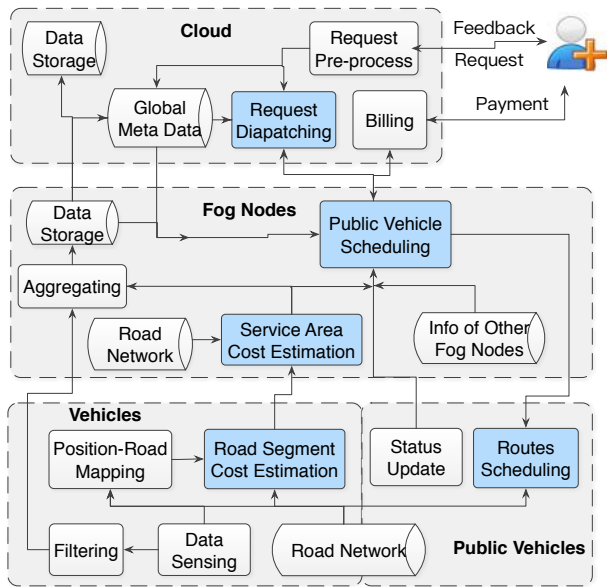 Data
Storage
Cloud
Request
Pre-process
Feedback
Request
Global
Meta Data
Request
Diapatching
Billing
Payment
Data
Storage
Fog Nodes
Public Vehicle
Scheduling
Aggregating
Road
Network
Service Area
Cost Estimation
Info of Other
Fog Nodes
Vehicles
Position-Road
Mapping
Road Segment
Cost Estimation
Status
Update
Routes
Scheduling
Filtering
Data
Sensing
Road Network
Public Vehicles